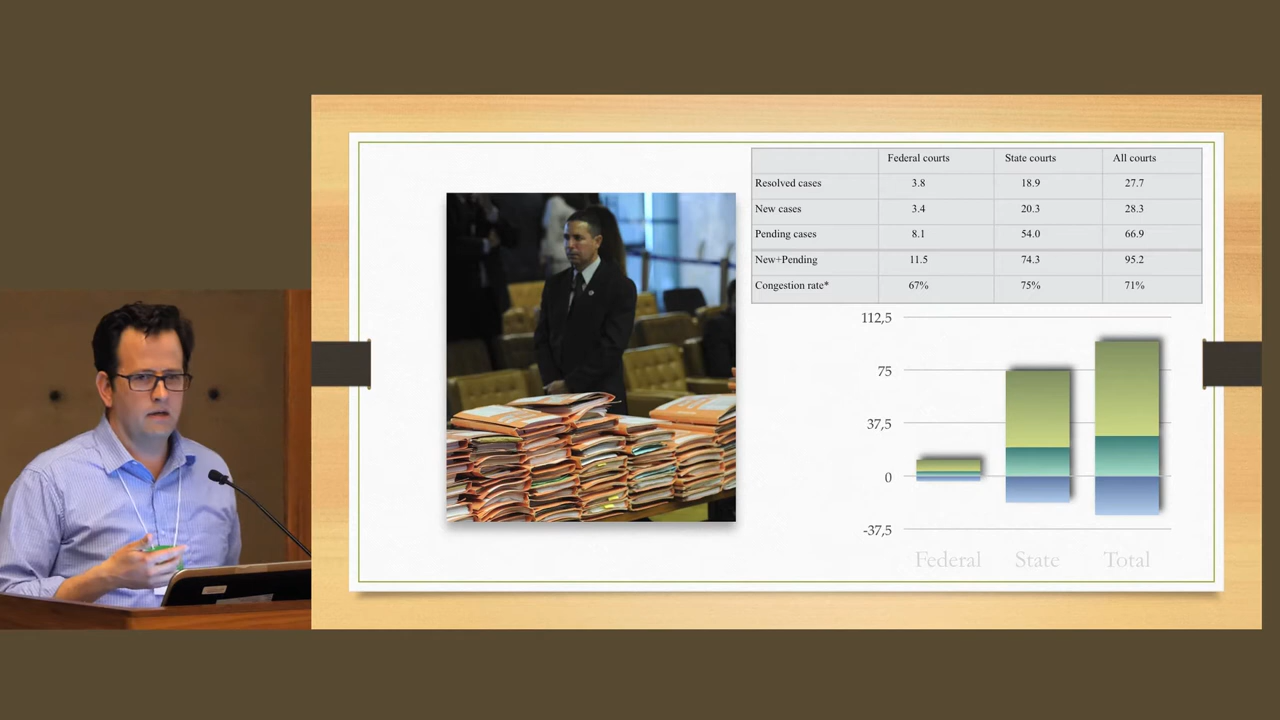 Federal courts State courts All courts
Resolved cases 3.8 18.9 27.7
New cases 3.4 20.3 28.3
Pending cases 8.1 54.0 66.9
New+Pending 11.5 74.3 95.2
Congestion rate* 67% 75% 71%
112,5
75
37,5
0
-37,5
Federal State Total